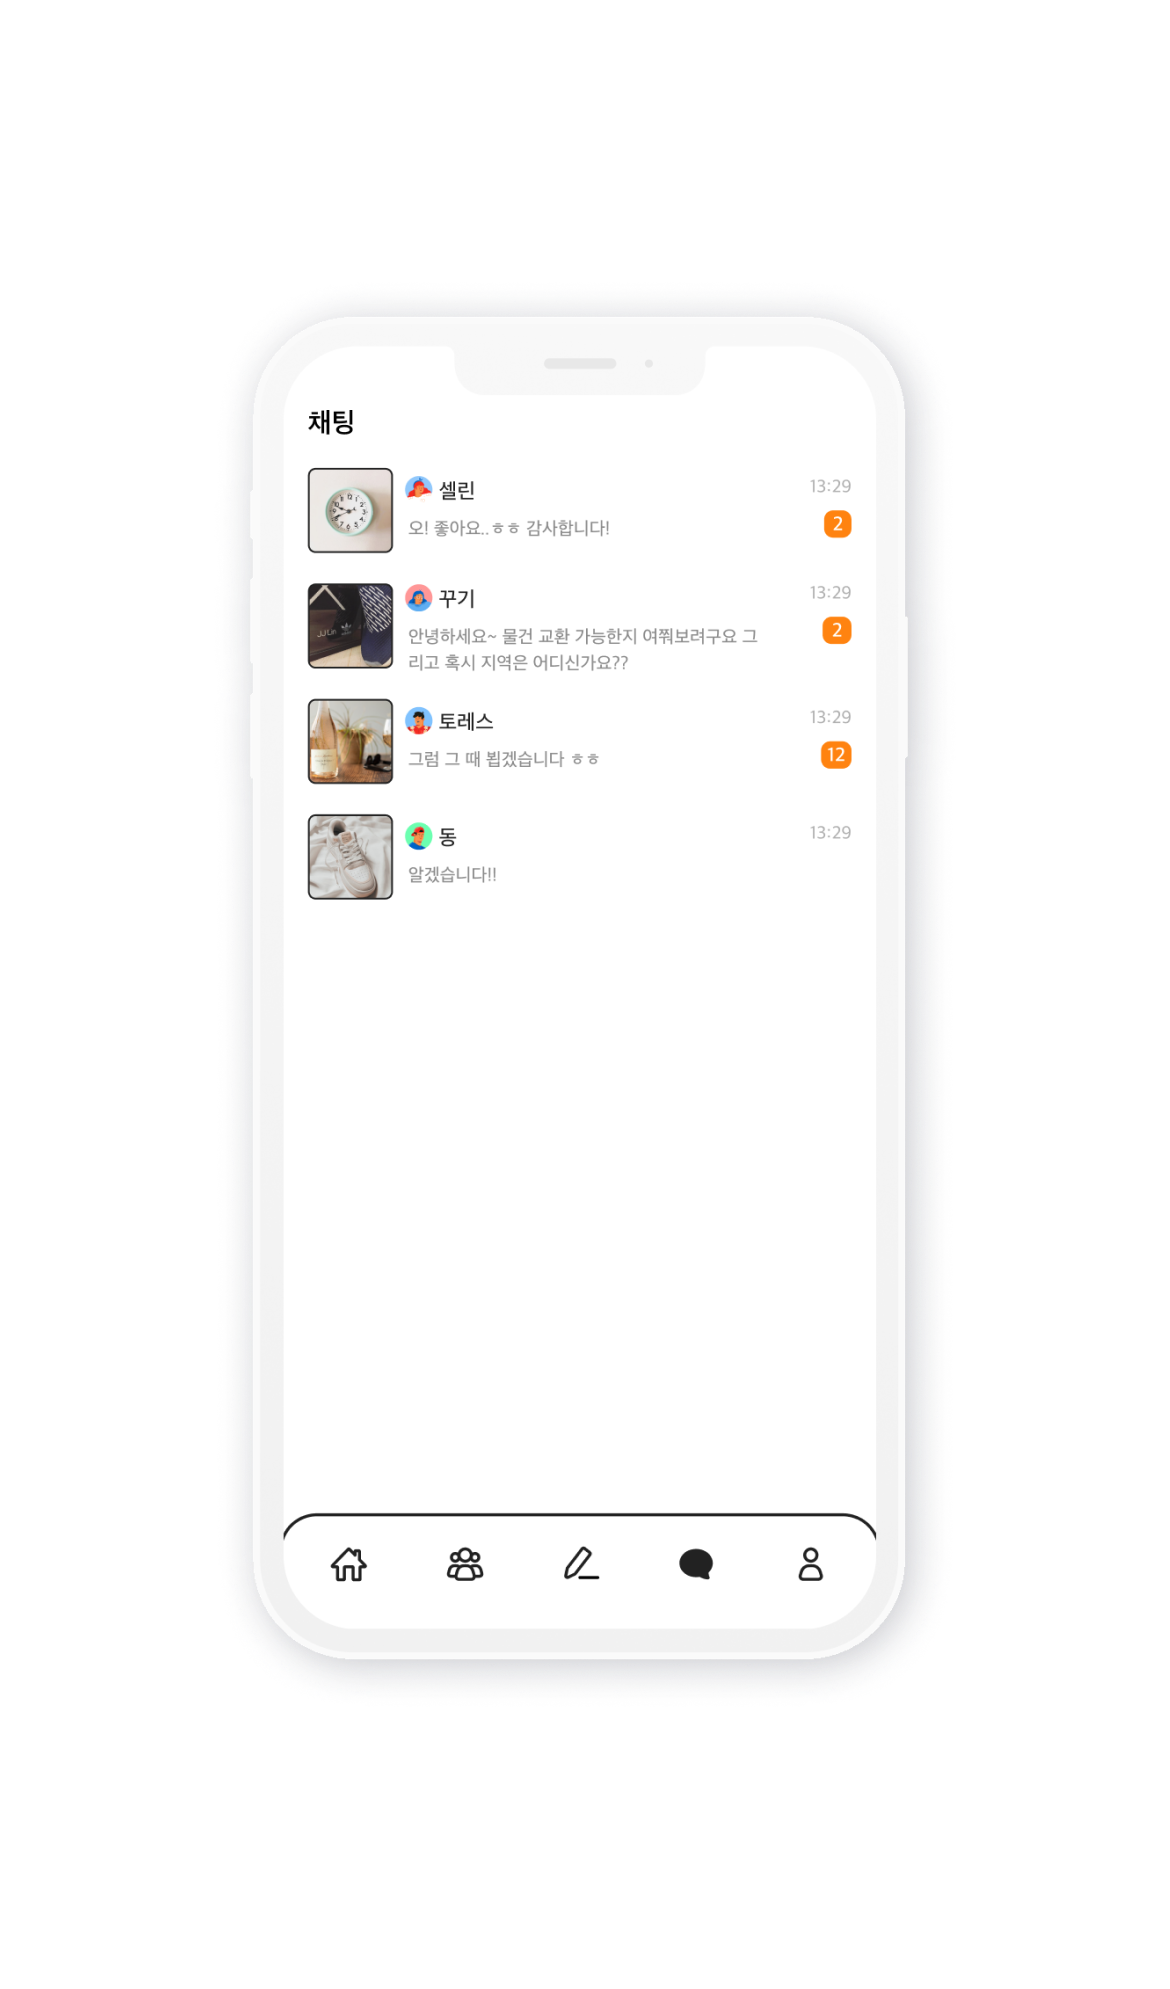 채팅
셀린
13:29
오! 좋아요..ㅎㅎ 감사합니다!
2
꾸기
13:29
안녕하세요~ 물건 교환 가능한지 여쭤보려구요 그
리고 혹시 지역은 어디신가요??
2
토레스
13:29
그럼 그 때 뵙겠습니다 ㅎㅎ
12
동
13:29
알겠습니다!!